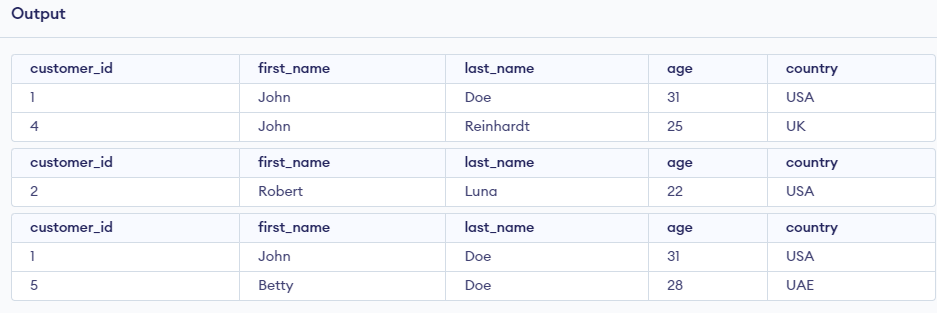 Output
customer_id first_name last_name age country
1 John Doe 31 USA
4 John Reinhardt 25 UK
customer_id first_name last_name age country
2 Robert Luna 22 USA
customer_id first_name last_name age country
1 John Doe 31 USA
5 Betty Doe 28 UAE